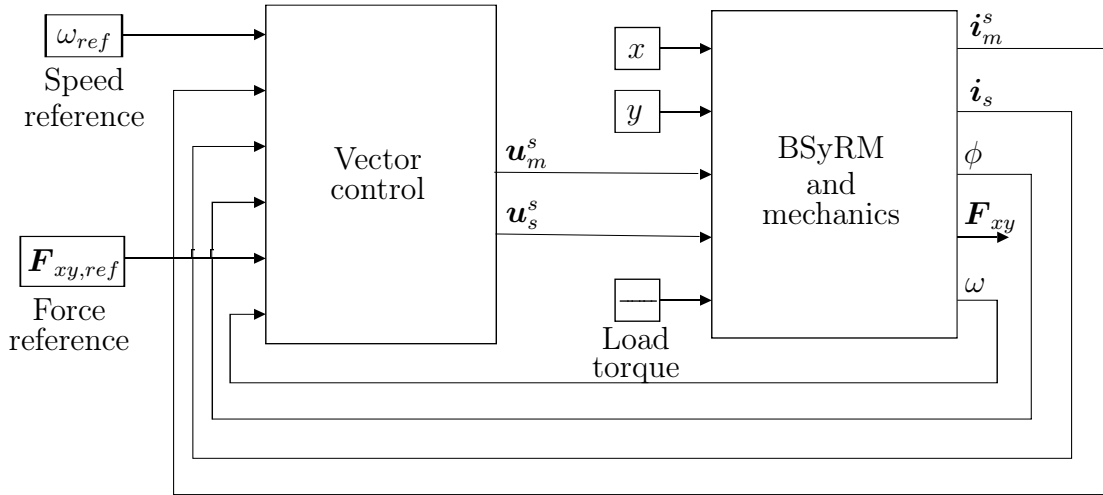 ω_ref
Speed
reference
F_xy,ref
Force
reference
Vector
control
u_m^s
u_s^s
x
y
Load
torque
BSyRM
and
mechanics
i_m^s
i_s
ϕ
F_xy
ω